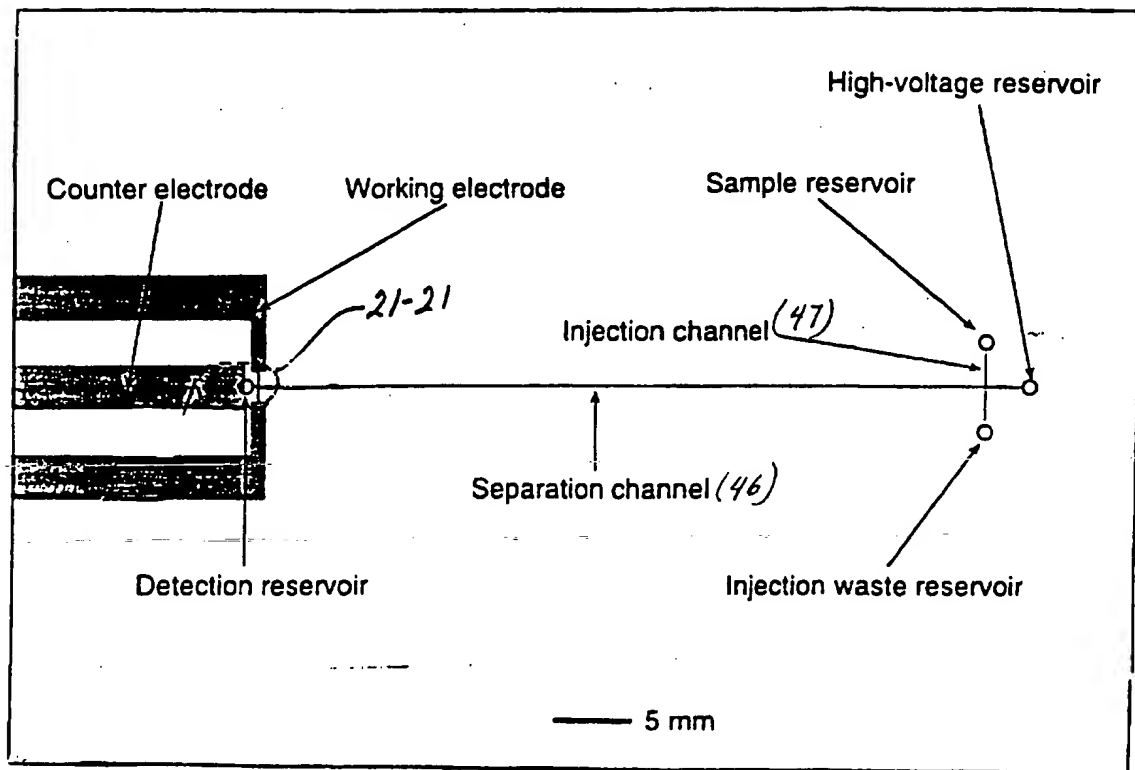 High-voltage reservoir
Counter electrode
Working electrode
Sample reservoir
21-21
Injection channel (47)
Separation channel (46)
Detection reservoir
Injection waste reservoir
5 mm